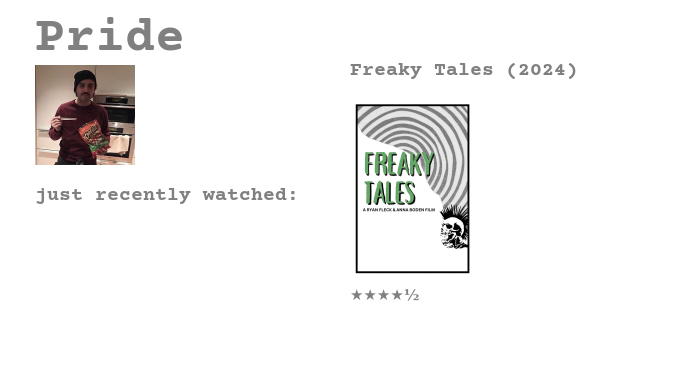 Pride
just recently watched:
Freaky Tales (2024)
FREAKY
TALES
A RYAN FLECK & ANNA BODEN FILM
★★★★½